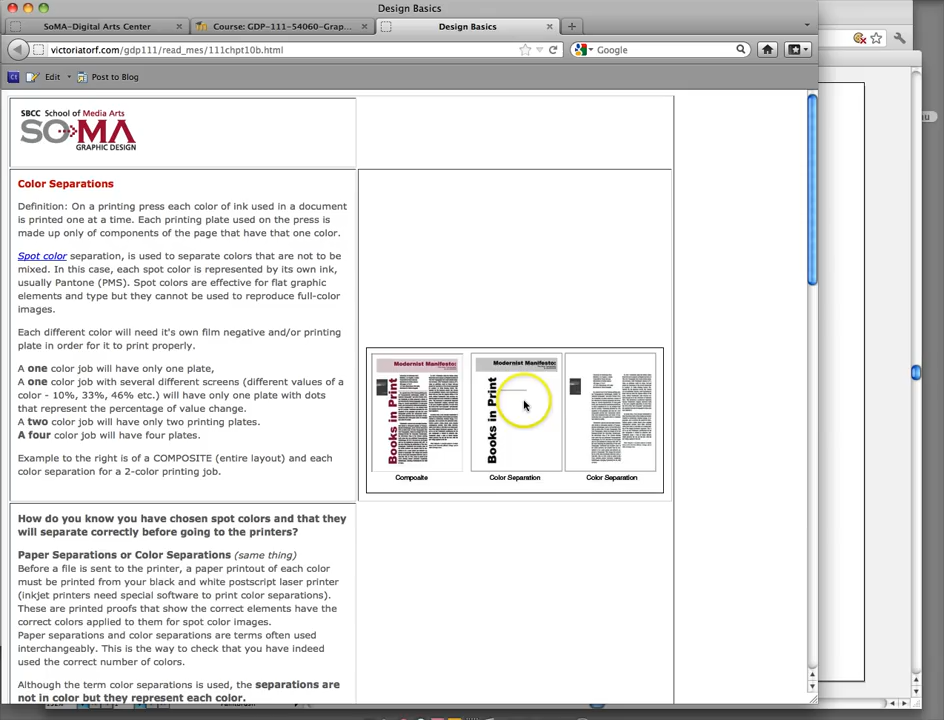 Design Basics
SoMA-Digital Arts Center
Course: GDP-111-54060-Grap...
Design Basics
victoriatorf.com/gdp111/read_mes/111chpt10b.html
Google
Edit
Post to Blog
SBCC School of Media Arts
SOMA
GRAPHIC DESIGN
Color Separations
Definition: On a printing press each color of ink used in a document
is printed one at a time. Each printing plate used on the press is
made up only of components of the page that have that one color.
Spot color separation, is used to separate colors that are not to be
mixed. In this case, each spot color is represented by its own ink,
usually Pantone (PMS). Spot colors are effective for flat graphic
elements and type but they cannot be used to reproduce full-color
images.
Each different color will need it's own film negative and/or printing
plate in order for it to print properly.
A one color job will have only one plate,
A one color job with several different screens (different values of a
color - 10%, 33%, 46% etc.) will have only one plate with dots
that represent the percentage of value change.
A two color job will have only two printing plates.
A four color job will have four plates.
Example to the right is of a COMPOSITE (entire layout) and each
color separation for a 2-color printing job.
Modernist Manifesto:
Books in Print
Modernist Manifesto:
Books in Print
Composite
Color Separation
Color Separation
How do you know you have chosen spot colors and that they
will separate correctly before going to the printers?
Paper Separations or Color Separations (same thing)
Before a file is sent to the printer, a paper printout of each color
must be printed from your black and white postscript laser printer
(inkjet printers need special software to print color separations).
These are printed proofs that show the correct elements have the
correct colors applied to them for spot color images.
Paper separations and color separations are terms often used
interchangeably. This is the way to check that you have indeed
used the correct number of colors.
Although the term color separations is used, the separations are
not in color but they represent each color.